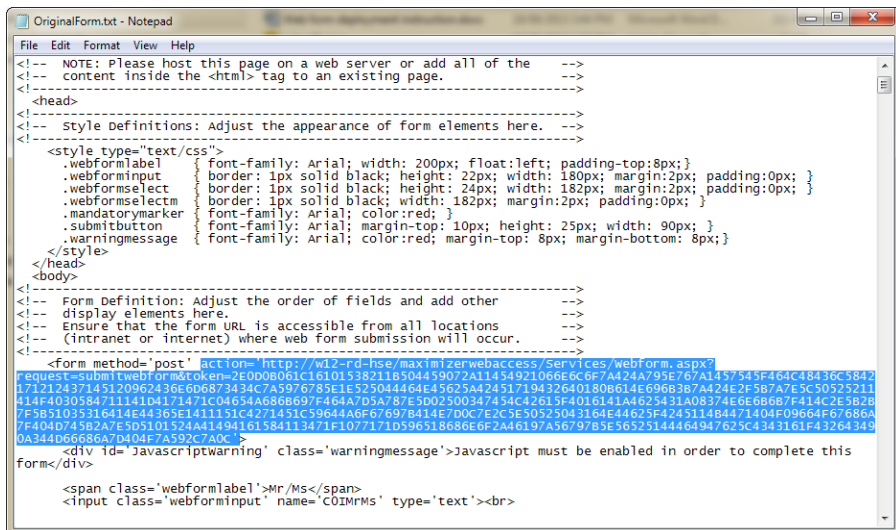 OriginalForm.txt - Notepad
File Edit Format View Help
<!-- NOTE: Please host this page on a web server or add all of the -->
<!-- content inside the <html> tag to an existing page. -->
<!------------------------------------------------------------------>
<head>
<!------------------------------------------------------------------>
<!-- Style Definitions: Adjust the appearance of form elements here. -->
<!------------------------------------------------------------------>
<style type="text/css">
.webformlabel { font-family: Arial; width: 200px; float:left; padding-top:8px;}
.webforminput { border: 1px solid black; height: 22px; width: 180px; margin:2px; padding:0px; }
.webformselect { border: 1px solid black; height: 24px; width: 182px; margin:2px; padding:0px; }
.webformselectm { border: 1px solid black; width: 182px; margin:2px; padding:0px; }
.mandatorymarker { font-family: Arial; color:red; }
.submitbutton { font-family: Arial; margin-top: 10px; height: 25px; width: 90px; }
.warningmessage { font-family: Arial; color:red; margin-top: 8px; margin-bottom: 8px;}
</style>
</head>
<body>
<!------------------------------------------------------------------>
<!-- Form Definition: Adjust the order of fields and add other -->
<!-- display elements here. -->
<!-- Ensure that the form URL is accessible from all locations -->
<!-- (intranet or internet) where web form submission will occur. -->
<!------------------------------------------------------------------>
<form method='post' action='http://w12-rd-hse/maximizerwebaccess/Services/Webform.aspx?
request=submitwebform&token=2E0D0B061C16101538211B504459072A114549210666E6C6F7A424A795E767A1457545F464C48436C5842
171212437145120962436E6D6873434C7A5976785E1E525044464E45625A42451719432640180B614E696B3B7A424E2F5B7A7E5C50525211
414F4030584711141D4171471C04654A686B697F464A7D5A787E5D02500347454C42615F4016141A4625431A08374E6E6B6B7F414C2E5B2B
7F5B51035316414E44365E1411151C4271451C59644A6F67697B414E7D0C7E2C5E50525043164E44625F4245114B4471404F09664F67686A
7F404D745B2A7E5D5101524A41494161584113471F1077171D596518686E6F2A46197A56797B5E56525144464947625C4343161F43264349
0A344D66686A7D404F7A592C7A0C'>
<div id='JavascriptWarning' class='warningmessage'>Javascript must be enabled in order to complete this
form</div>
<span class='webformlabel'>Mr/Ms</span>
<input class='webforminput' name='COIMrMs' type='text'><br>